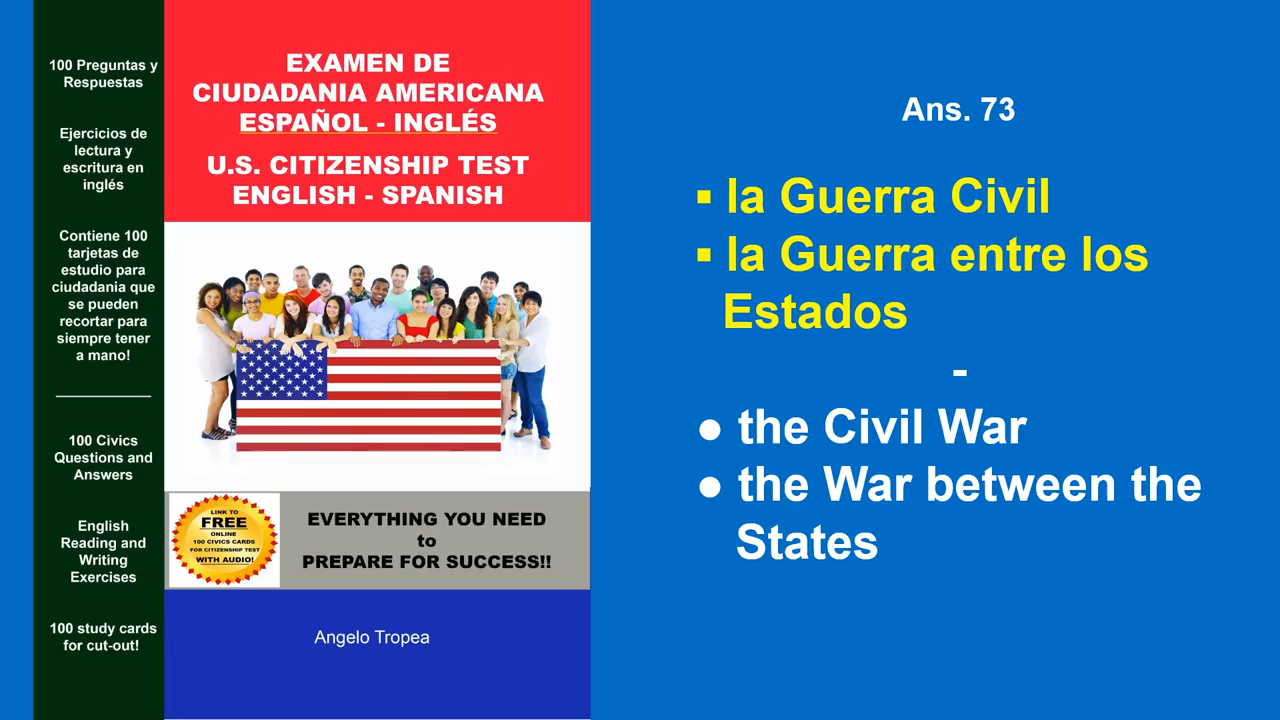 100 Preguntas y
Respuestas
Ejercicios de
lectura y
escritura en
inglés
Contiene 100
tarjetas de
estudio para
ciudadania que
se pueden
recortar para
siempre tener
a mano!
100 Civics
Questions and
Answers
English
Reading and
Writing
Exercises
100 study cards
for cut-out!
EXAMEN DE
CIUDADANIA AMERICANA
ESPAÑOL - INGLÉS
U.S. CITIZENSHIP TEST
ENGLISH - SPANISH
LINK TO
FREE
ONLINE
100 CIVICS CARDS
FOR CITIZENSHIP TEST
WITH AUDIO!
EVERYTHING YOU NEED
to
PREPARE FOR SUCCESS!!
Angelo Tropea
Ans. 73
▪ la Guerra Civil
▪ la Guerra entre los
Estados
-
● the Civil War
● the War between the
States